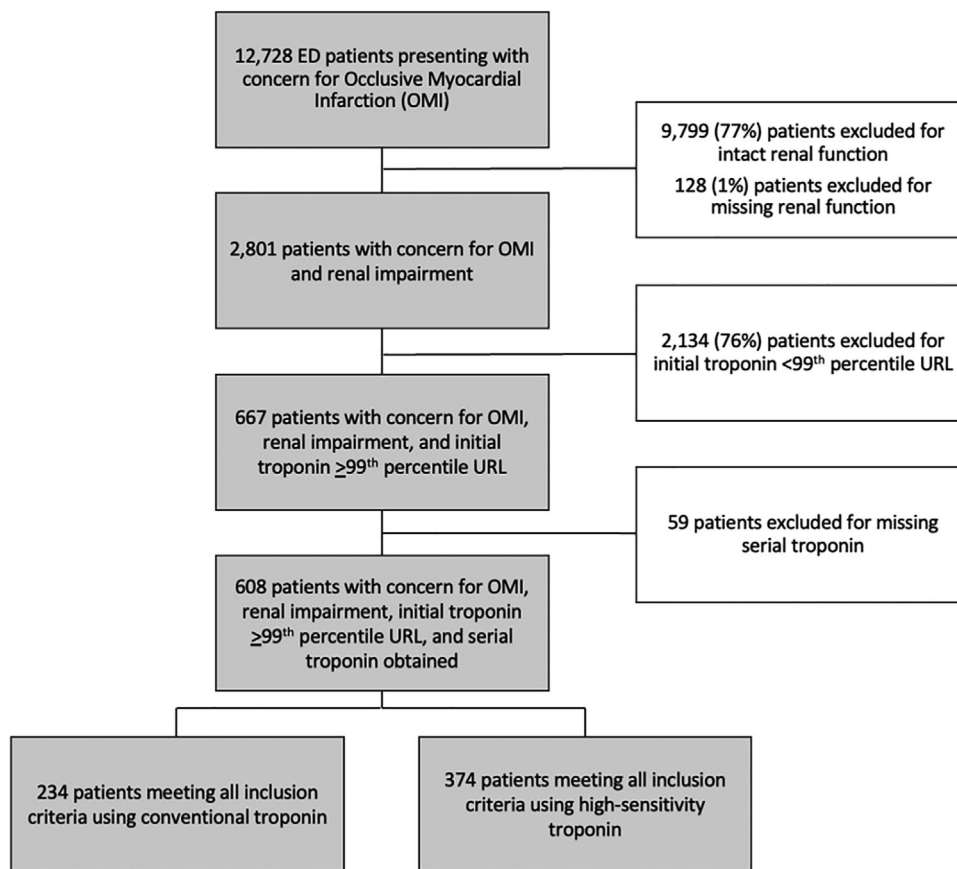 12,728 ED patients presenting with
concern for Occlusive Myocardial
Infarction (OMI)
9,799 (77%) patients excluded for
intact renal function
128 (1%) patients excluded for
missing renal function
2,801 patients with concern for OMI
and renal impairment
2,134 (76%) patients excluded for
initial troponin <99th percentile URL
667 patients with concern for OMI,
renal impairment, and initial
troponin ≥99th percentile URL
59 patients excluded for missing
serial troponin
608 patients with concern for OMI,
renal impairment, initial troponin
≥99th percentile URL, and serial
troponin obtained
234 patients meeting all inclusion
criteria using conventional troponin
374 patients meeting all inclusion
criteria using high-sensitivity
troponin